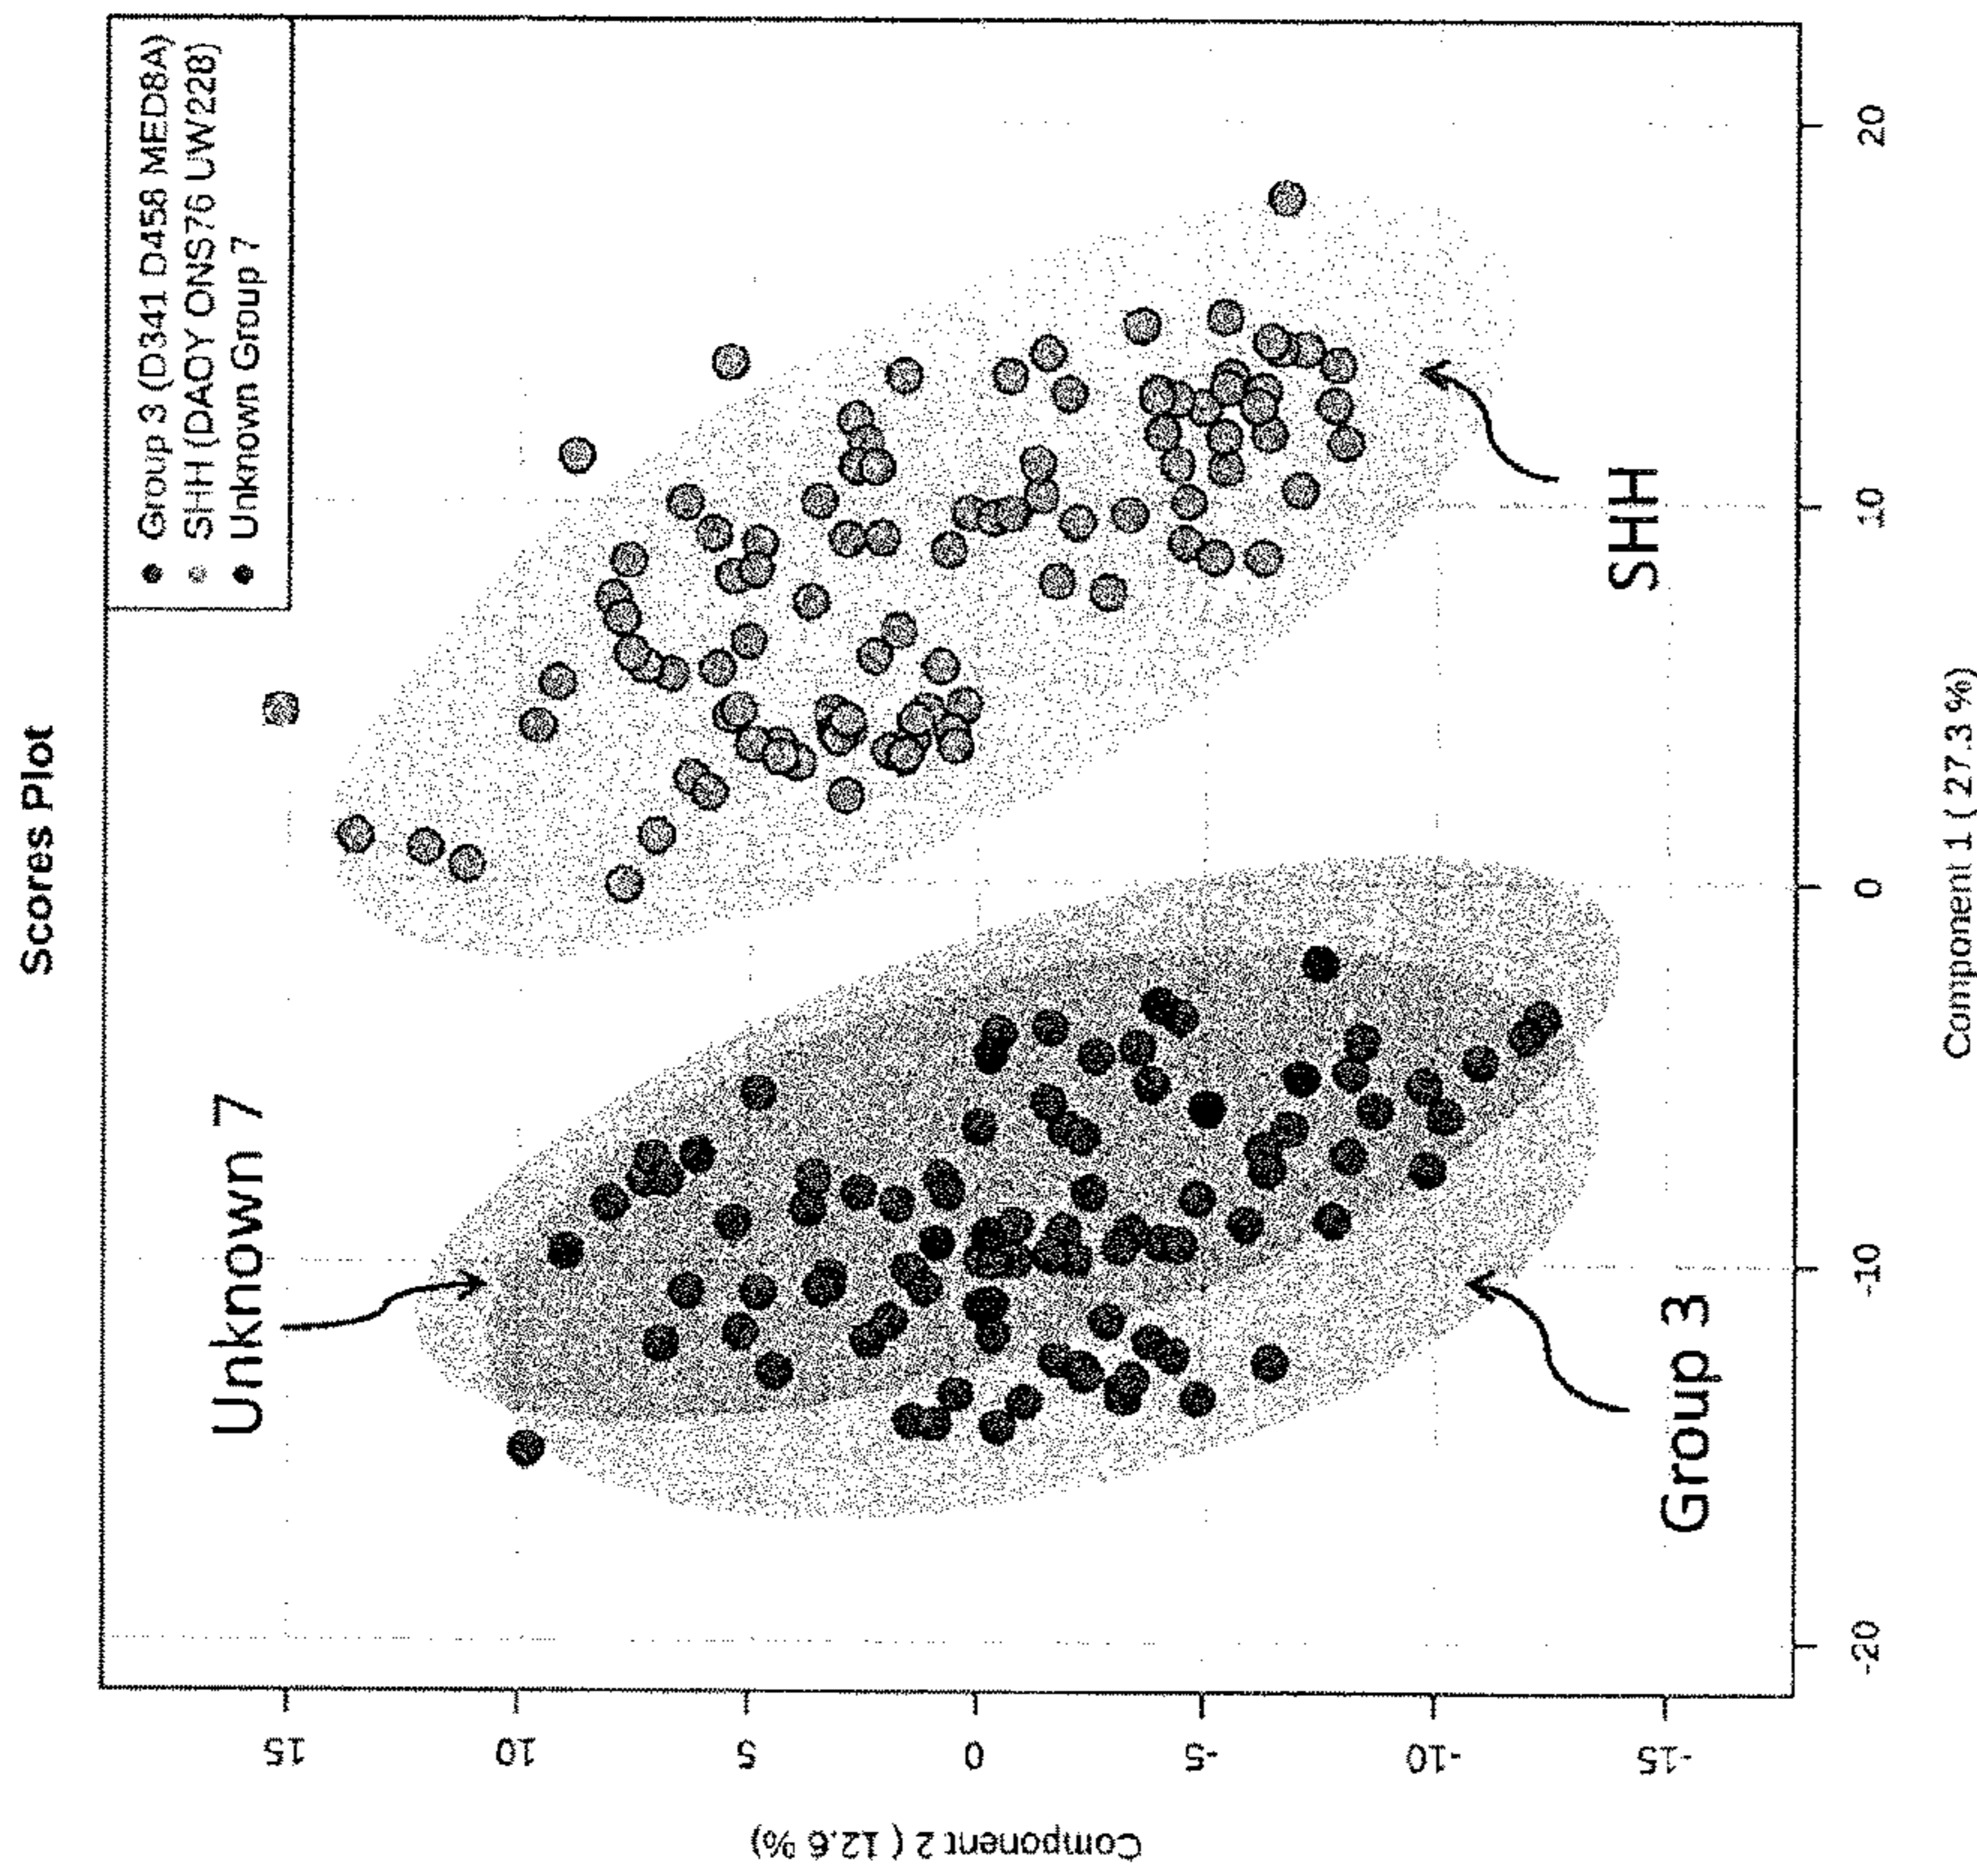 Scores Plot
Group 3 (D341 D458 MED8A)
SHH (DAOY ONS76 UW228)
Unknown Group 7
Unknown 7
SHH
Group 3
15
10
5
0
-5
-10
-15
Component 2 ( 12.6 %)
-20
-10
0
10
20
Component 1 ( 27.3 %)